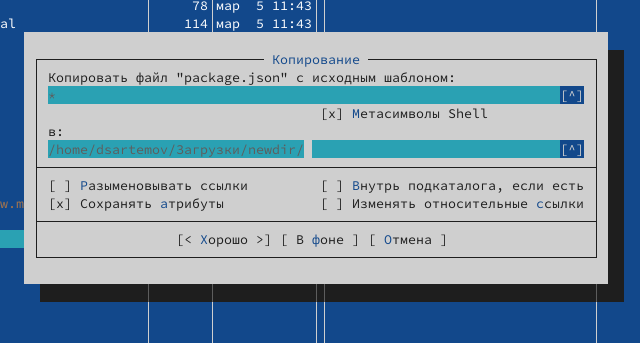 78 мар  5 11:43
al 114 мар  5 11:43
Копирование
Копировать файл "package.json" с исходным шаблоном:
* [^]
[x] Метасимволы Shell
в:
/home/dsartemov/Загрузки/newdir/ [^]
[ ] Разыменовывать ссылки [ ] Внутрь подкаталога, если есть
w.m [x] Сохранять атрибуты [ ] Изменять относительные ссылки
[< Хорошо >] [ В фоне ] [ Отмена ]